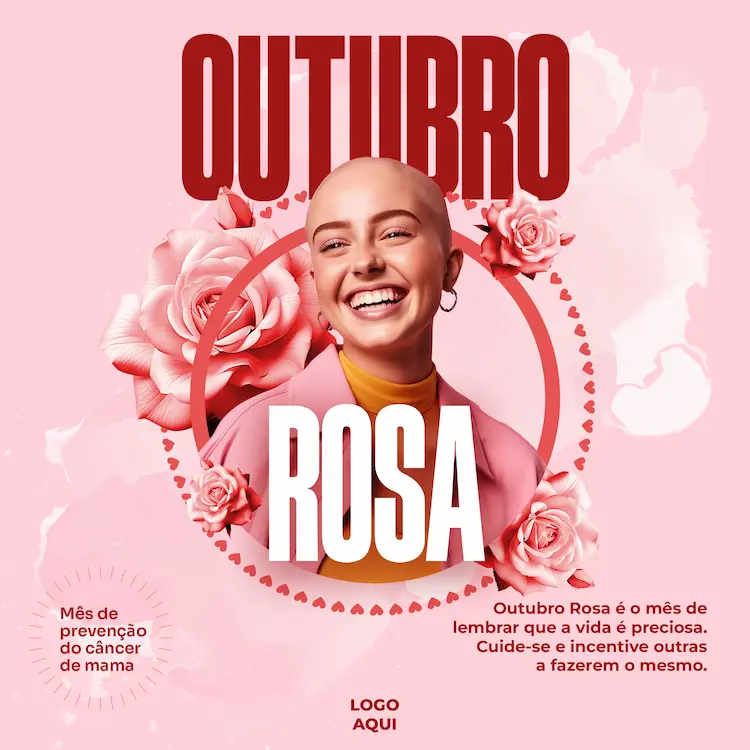 OUTUBRO
ROSA
Mês de
prevenção
do câncer
de mama
Outubro Rosa é o mês de
lembrar que a vida é preciosa.
Cuide-se e incentive outras
a fazerem o mesmo.
LOGO
AQUI